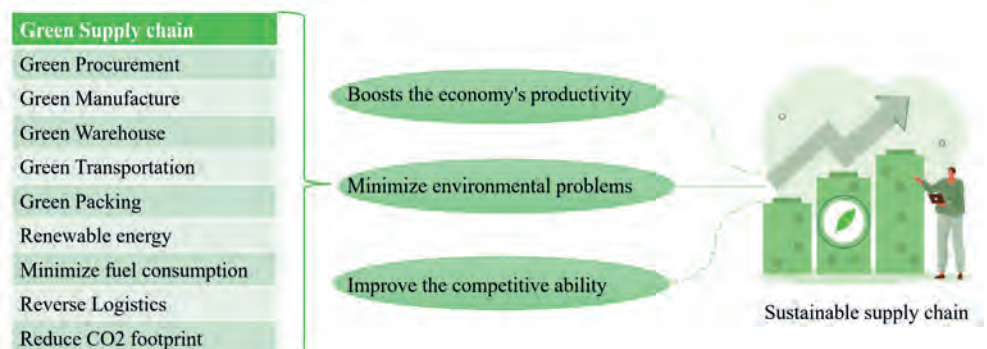 Green Supply chain
Green Procurement
Green Manufacture
Green Warehouse
Green Transportation
Green Packing
Renewable energy
Minimize fuel consumption
Reverse Logistics
Reduce CO2 footprint
Boosts the economy's productivity
Minimize environmental problems
Improve the competitive ability
Sustainable supply chain